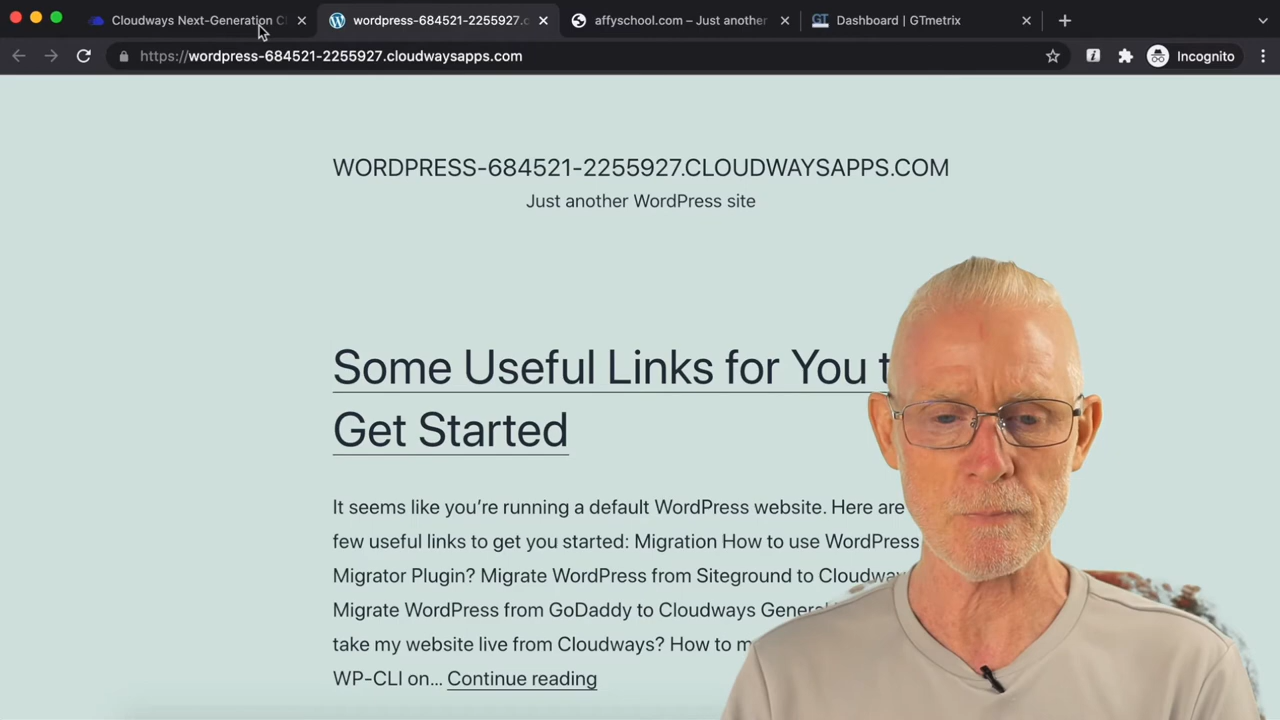 Cloudways Next-Generation C
wordpress-684521-2255927.c
affyschool.com – Just another
GT Dashboard | GTmetrix
https://wordpress-684521-2255927.cloudwaysapps.com
Incognito
WORDPRESS-684521-2255927.CLOUDWAYSAPPS.COM
Just another WordPress site
Some Useful Links for You t
Get Started
It seems like you’re running a default WordPress website. Here are
few useful links to get you started: Migration How to use WordPress
Migrator Plugin? Migrate WordPress from Siteground to Cloudway
Migrate WordPress from GoDaddy to Cloudways General
take my website live from Cloudways? How to m
WP-CLI on… Continue reading